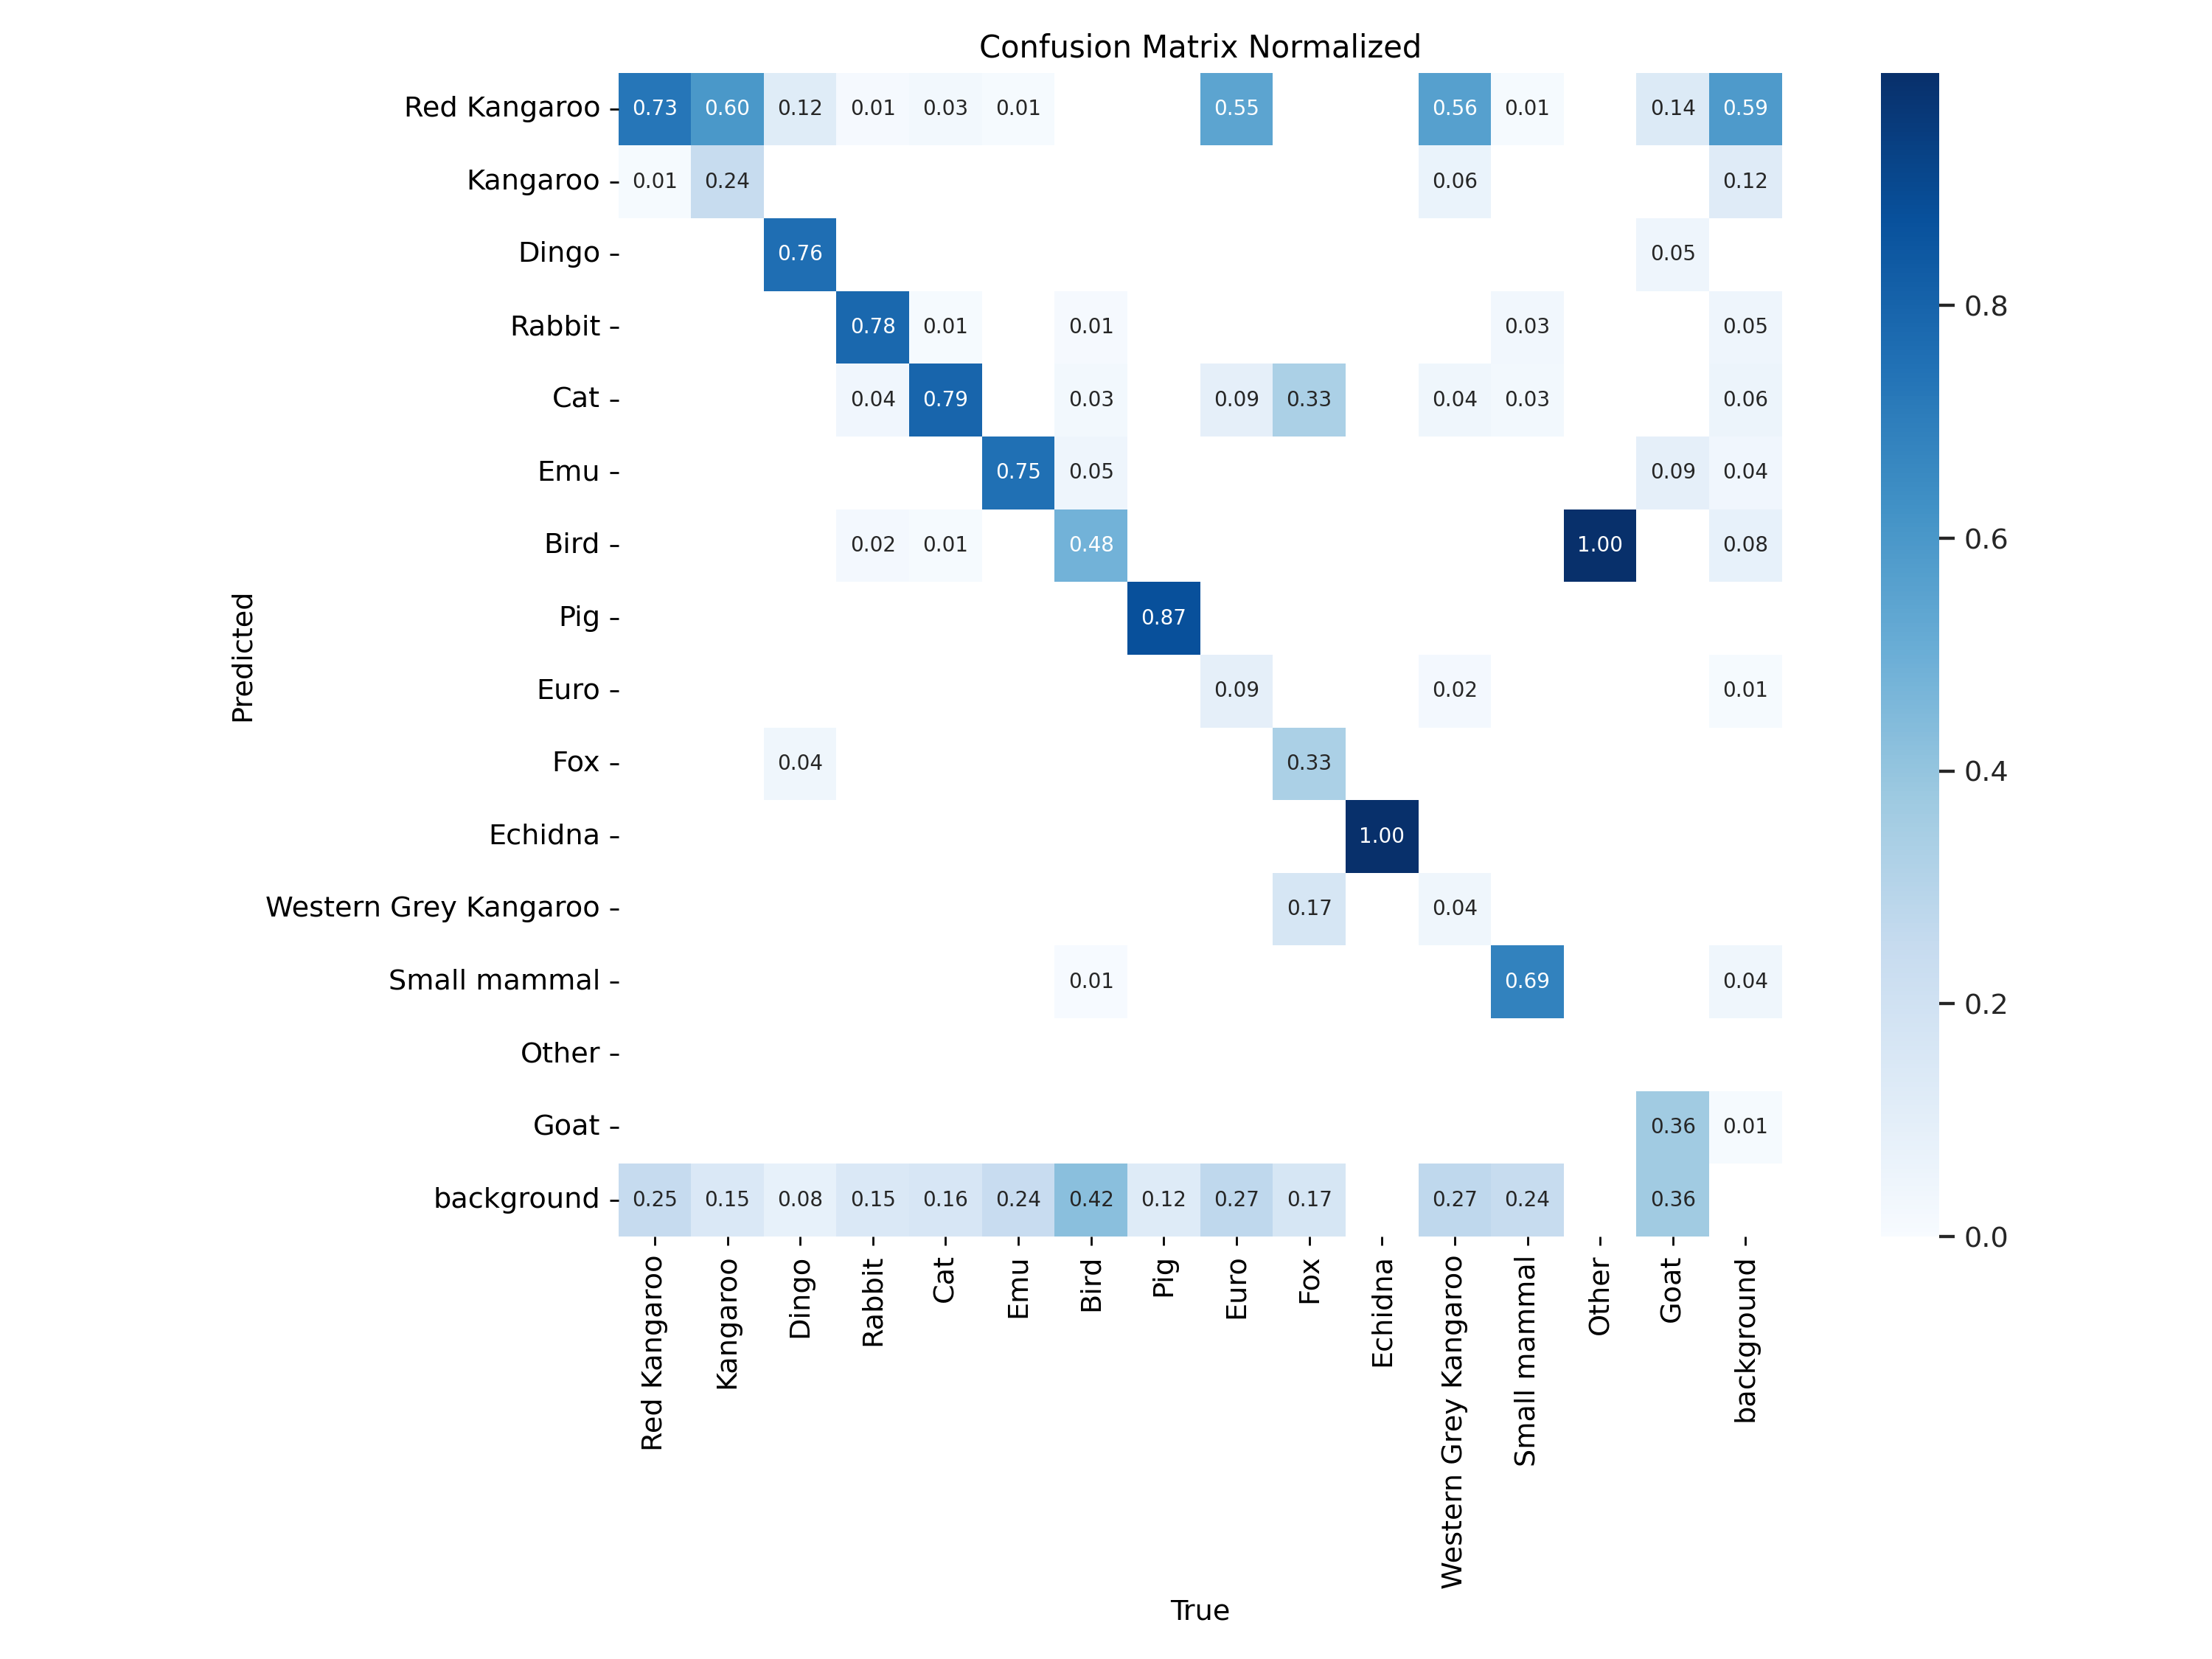 Confusion Matrix Normalized
Red Kangaroo 0.73 0.60 0.12 0.01 0.03 0.01 0.55 0.56 0.01 0.14 0.59
Kangaroo 0.01 0.24 0.06 0.12
Dingo 0.76 0.05
Rabbit 0.78 0.01 0.01 0.03 0.05
Cat 0.04 0.79 0.03 0.09 0.33 0.04 0.03 0.06
Emu 0.75 0.05 0.09 0.04
Bird 0.02 0.01 0.48 1.00 0.08
Pig 0.87
Euro 0.09 0.02 0.01
Fox 0.04 0.33
Echidna 1.00
Western Grey Kangaroo 0.17 0.04
Small mammal 0.01 0.69 0.04
Other
Goat 0.36 0.01
background 0.25 0.15 0.08 0.15 0.16 0.24 0.42 0.12 0.27 0.17 0.27 0.24 0.36
Predicted
Red Kangaroo
Kangaroo
Dingo
Rabbit
Cat
Emu
Bird
Pig
Euro
Fox
Echidna
Western Grey Kangaroo
Small mammal
Other
Goat
background
True
0.8
0.6
0.4
0.2
0.0